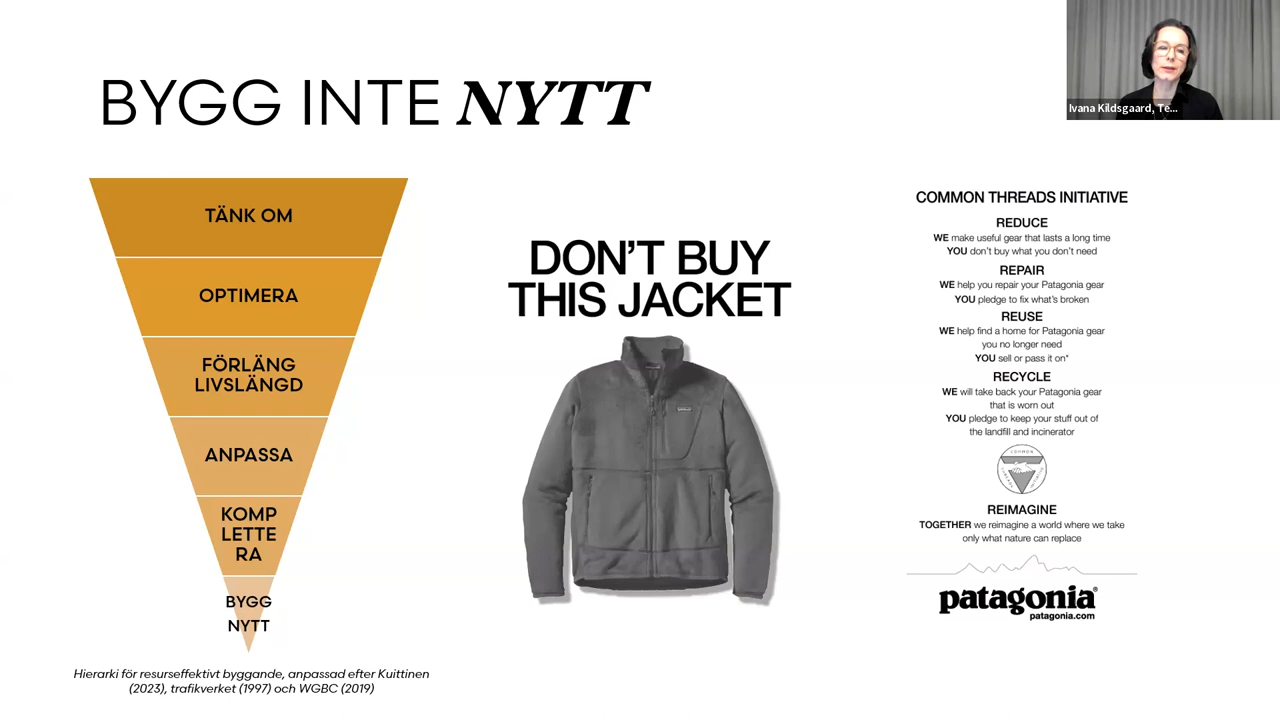 BYGG INTE NYTT
Ivana Kildsgaard, Te...
TÄNK OM
OPTIMERA
FÖRLÄNG
LIVSLÄNGD
ANPASSA
KOMP
LETTE
RA
BYGG
NYTT
Hierarki för resurseffektivt byggande, anpassad efter Kuittinen
(2023), trafikverket (1997) och WGBC (2019)
DON'T BUY
THIS JACKET
COMMON THREADS INITIATIVE
REDUCE
WE make useful gear that lasts a long time
YOU don't buy what you don't need
REPAIR
WE help you repair your Patagonia gear
YOU pledge to fix what's broken
REUSE
WE help find a home for Patagonia gear
you no longer need
YOU sell or pass it on*
RECYCLE
WE will take back your Patagonia gear
that is worn out
YOU pledge to keep your stuff out of
the landfill and incinerator
COMMON
REIMAGINE
TOGETHER we reimagine a world where we take
only what nature can replace
patagonia®
patagonia.com